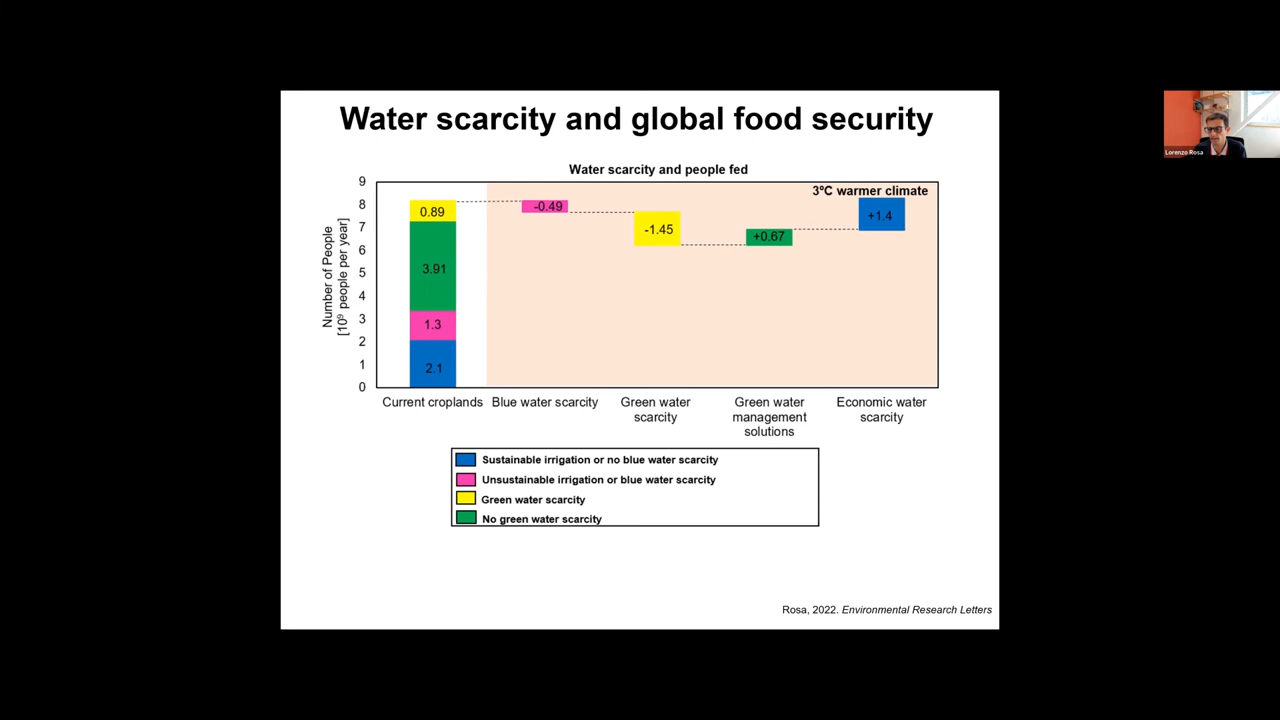 Water scarcity and global food security
Water scarcity and people fed
3ºC warmer climate
Number of People
[10⁹ people per year]
9
8
7
6
5
4
3
2
1
0
0.89
3.91
1.3
2.1
-0.49
-1.45
+0.67
+1.4
Current croplands
Blue water scarcity
Green water
scarcity
Green water
management
solutions
Economic water
scarcity
Sustainable irrigation or no blue water scarcity
Unsustainable irrigation or blue water scarcity
Green water scarcity
No green water scarcity
Rosa, 2022. Environmental Research Letters
Lorenzo Rosa